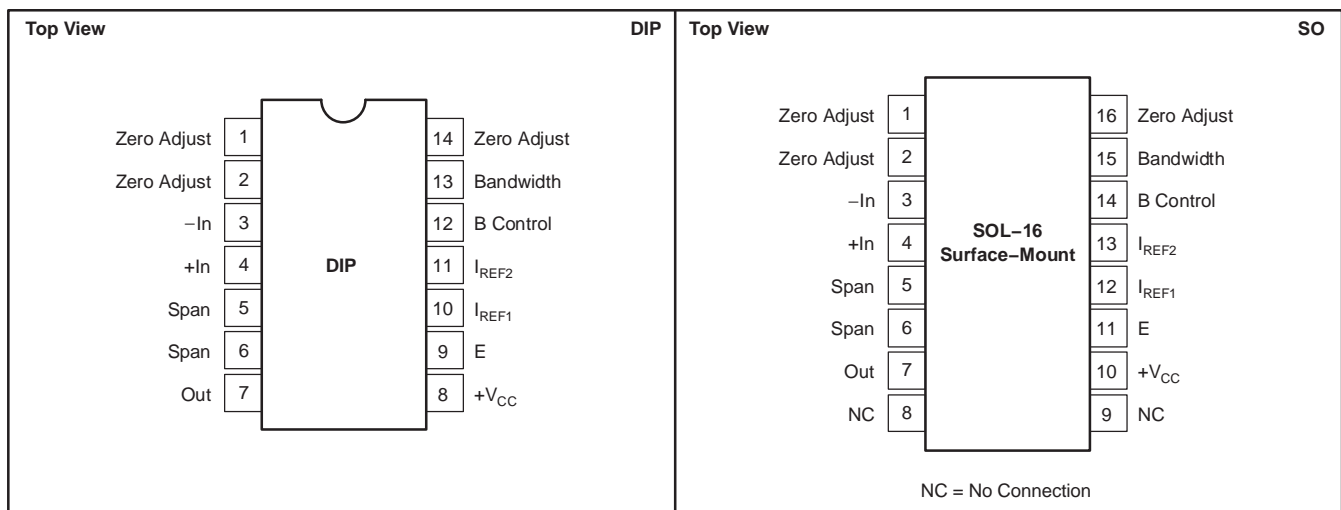 Top View DIP
Zero Adjust 1 14 Zero Adjust
Zero Adjust 2 13 Bandwidth
−In 3 12 B Control
+In 4 DIP 11 IREF2
Span 5 10 IREF1
Span 6 9 E
Out 7 8 +VCC
Top View SO
Zero Adjust 1 16 Zero Adjust
Zero Adjust 2 15 Bandwidth
−In 3 14 B Control
SOL−16
+In 4 13 IREF2
Surface−Mount
Span 5 12 IREF1
Span 6 11 E
Out 7 10 +VCC
NC 8 9 NC
NC = No Connection